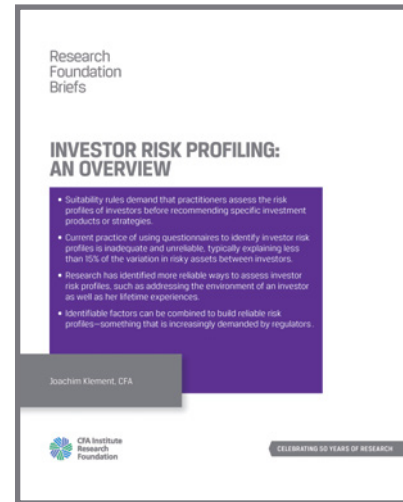 Research
Foundation
Briefs
INVESTOR RISK PROFILING:
AN OVERVIEW
• Suitability rules demand that practitioners assess the risk
profiles of investors before recommending specific investment
products or strategies.
• Current practice of using questionnaires to identify investor risk
profiles is inadequate and unreliable, typically explaining less
than 15% of the variation in risky assets between investors.
• Research has identified more reliable ways to assess investor
risk profiles, such as addressing the environment of an investor
as well as her lifetime experiences.
• Identifiable factors can be combined to build reliable risk
profiles—something that is increasingly demanded by regulators.
Joachim Klement, CFA
CFA Institute
Research
Foundation
CELEBRATING 50 YEARS OF RESEARCH